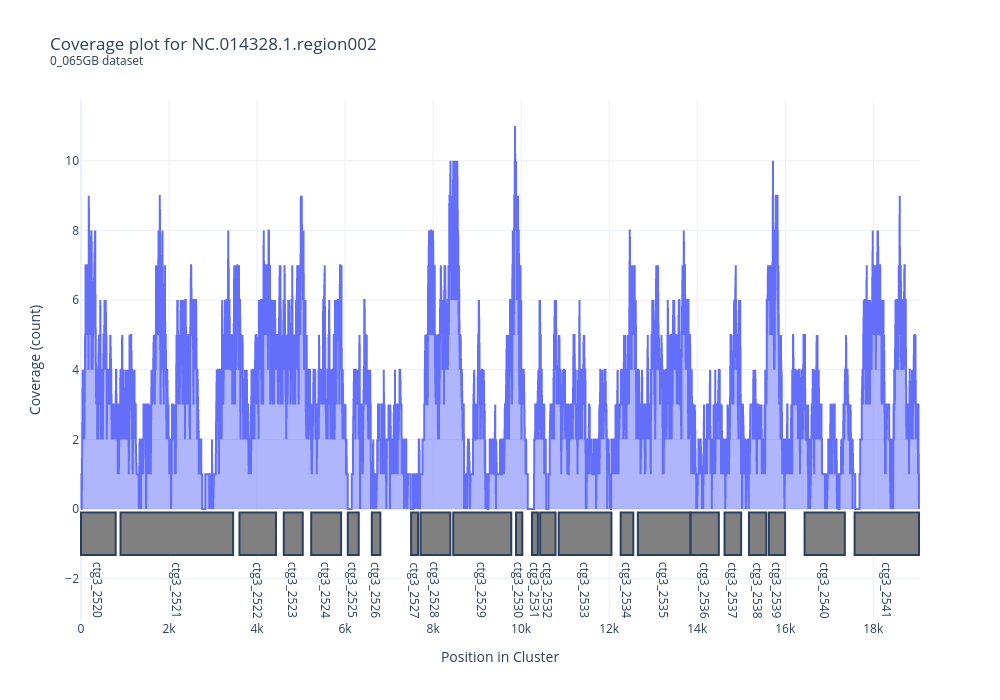 Coverage plot for NC.014328.1.region002
0_065GB dataset
Coverage (count)
10
8
6
4
2
0
−2
ctg3_2520
ctg3_2521
ctg3_2522
ctg3_2523
ctg3_2524
ctg3_2525
ctg3_2526
ctg3_2527
ctg3_2528
ctg3_2529
ctg3_2530
ctg3_2531
ctg3_2532
ctg3_2533
ctg3_2534
ctg3_2535
ctg3_2536
ctg3_2537
ctg3_2538
ctg3_2539
ctg3_2540
ctg3_2541
0 2k 4k 6k 8k 10k 12k 14k 16k 18k
Position in Cluster